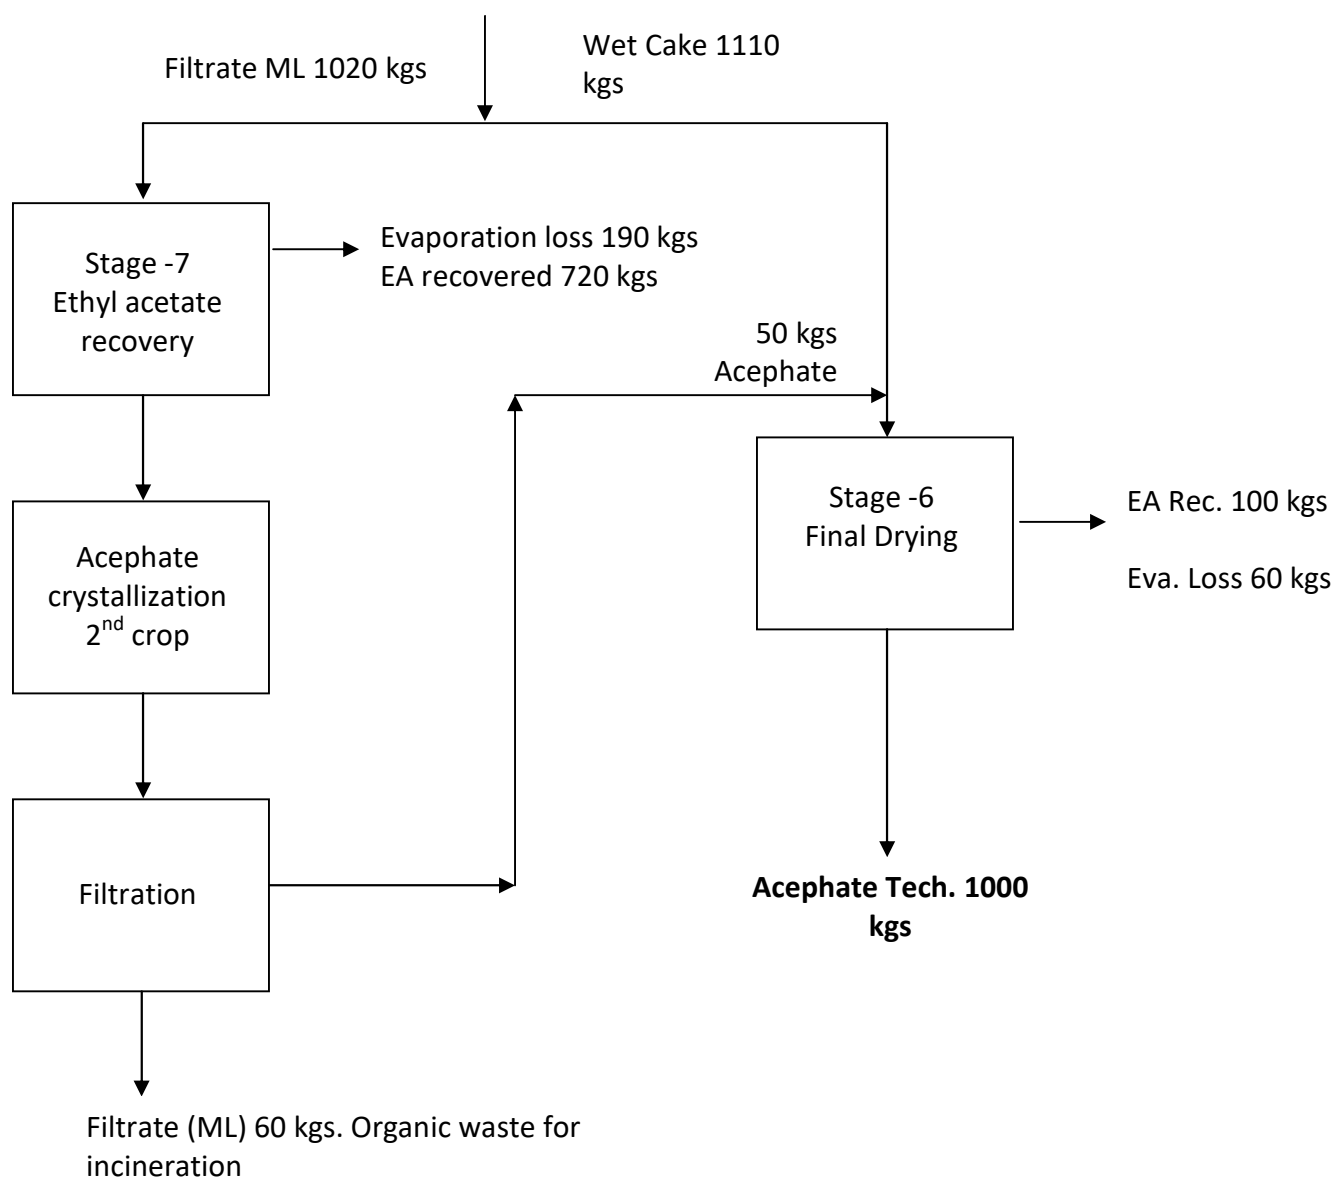 Filtrate ML 1020 kgs
Wet Cake 1110
kgs
Stage -7
Ethyl acetate
recovery
Evaporation loss 190 kgs
EA recovered 720 kgs
50 kgs
Acephate
Stage -6
Final Drying
EA Rec. 100 kgs
Eva. Loss 60 kgs
Acephate
crystallization
2nd crop
Filtration
Acephate Tech. 1000
kgs
Filtrate (ML) 60 kgs. Organic waste for
incineration